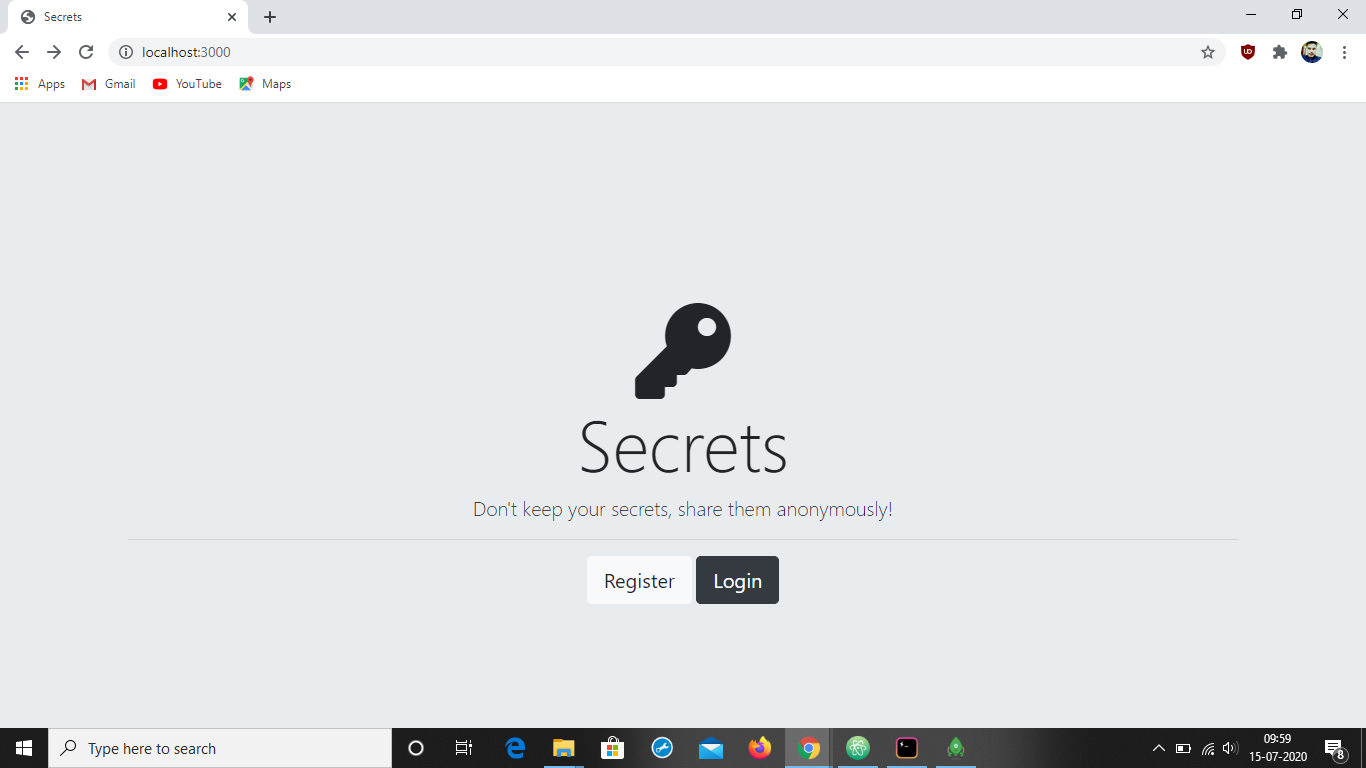 Secrets
localhost:3000
Apps Gmail YouTube Maps
Secrets
Don't keep your secrets, share them anonymously!
Register Login
Type here to search
09:59
15-07-2020
8